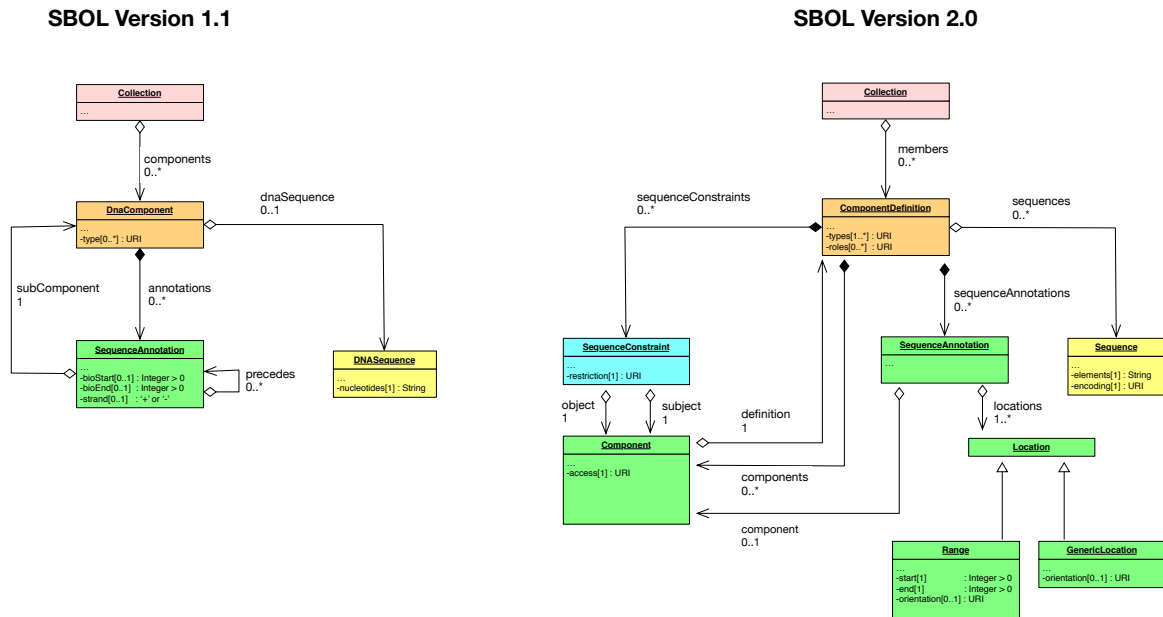 SBOL Version 1.1
Collection
...
components
0..*
dnaSequence
0..1
DnaComponent
...
-type[0..*] : URI
subComponent
1
annotations
0..*
SequenceAnnotation
...
-bioStart[0..1] : Integer > 0
-bioEnd[0..1] : Integer > 0
-strand[0..1] : '+' or '-'
precedes
0..*
DNASequence
...
-nucleotides[1] : String
SBOL Version 2.0
Collection
...
members
0..*
sequenceConstraints
0..*
sequences
0..*
ComponentDefinition
...
-types[1..*] : URI
-roles[0..*] : URI
sequenceAnnotations
0..*
SequenceConstraint
...
-restriction[1] : URI
SequenceAnnotation
...
Sequence
...
-elements[1] : String
-encoding[1] : URI
object
1
subject
1
definition
1
locations
1..*
Component
...
-access[1] : URI
Location
components
0..*
component
0..1
Range
...
-start[1] : Integer > 0
-end[1] : Integer > 0
-orientation[0..1] : URI
GenericLocation
...
-orientation[0..1] : URI